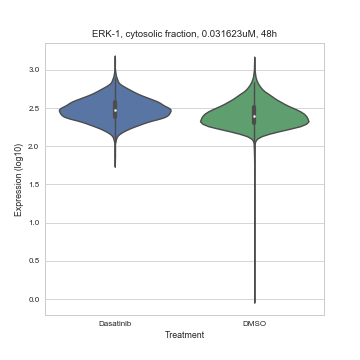 ERK-1, cytosolic fraction, 0.031623uM, 48h
Expression (log10)
3.0
2.5
2.0
1.5
1.0
0.5
0.0
Dasatinib DMSO
Treatment